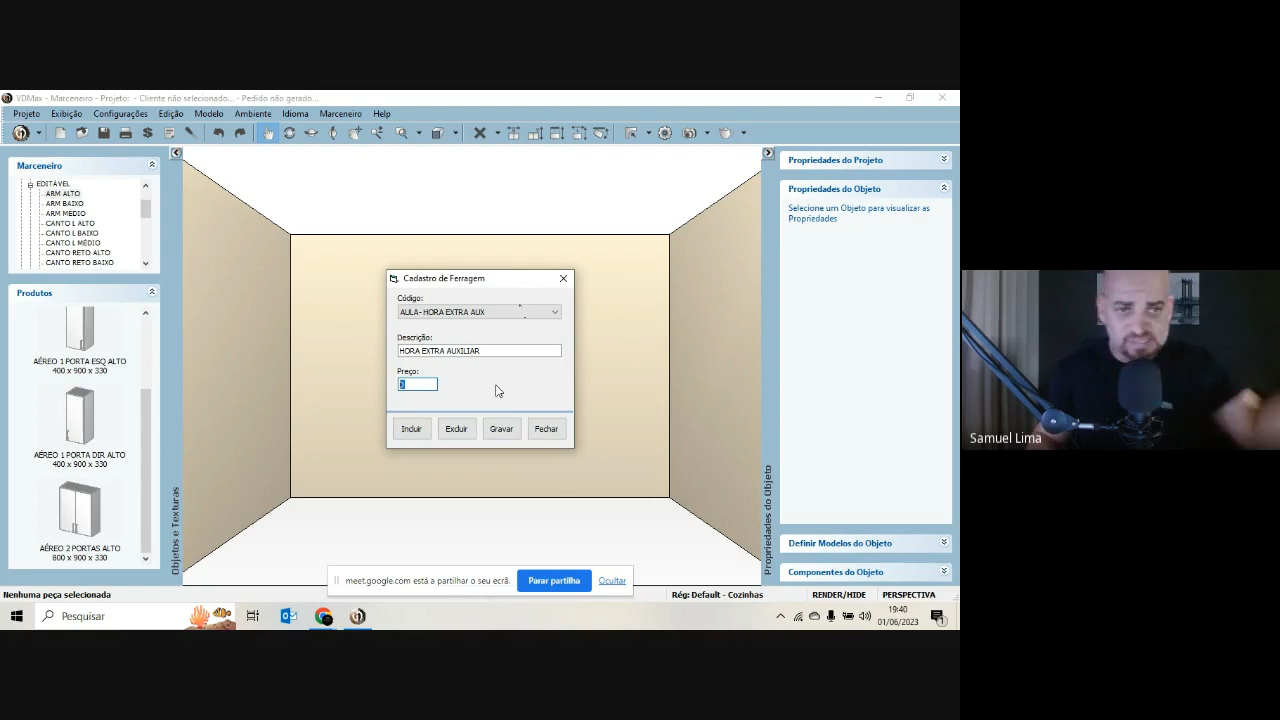 VDMax - Marceneiro - Projeto: - Cliente não selecionado... - Pedido não gerado...
Projeto Exibição Configurações Edição Modelo Ambiente Idioma Marceneiro Help
Marceneiro
EDITÁVEL
ARM ALTO
ARM BAIXO
ARM MÉDIO
CANTO L ALTO
CANTO L BAIXO
CANTO L MÉDIO
CANTO RETO ALTO
CANTO RETO BAIXO
Produtos
AÉREO 1 PORTA ESQ ALTO
400 x 900 x 330
AÉREO 1 PORTA DIR ALTO
400 x 900 x 330
AÉREO 2 PORTAS ALTO
800 x 900 x 330
Objetos e Texturas
Cadastro de Ferragem
Código:
AULA- HORA EXTRA AUX
Descrição:
HORA EXTRA AUXILIAR
Preço:
Incluir Excluir Gravar Fechar
Propriedades do Objeto
Propriedades do Projeto
Propriedades do Objeto
Selecione um Objeto para visualizar as
Propriedades
Definir Modelos do Objeto
Componentes do Objeto
meet.google.com está a partilhar o seu ecrã. Parar partilha Ocultar
Nenhuma peça selecionada Rég: Default - Cozinhas RENDER/HIDE PERSPECTIVA
Pesquisar
19:40
01/06/2023
1
Samuel Lima